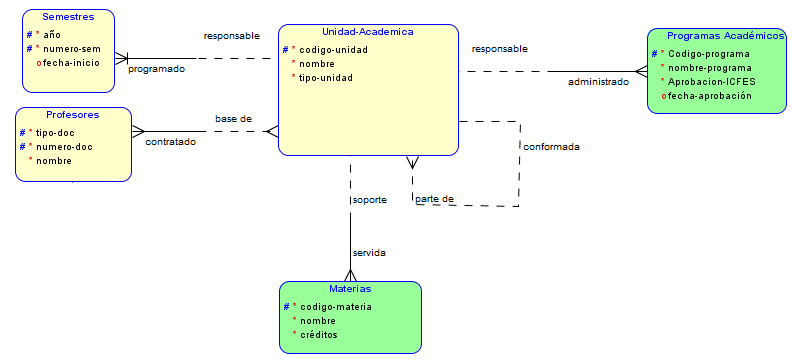 Semestres
# * año
# * numero-sem
o fecha-inicio
responsable
programado
Unidad-Academica
# * codigo-unidad
* nombre
* tipo-unidad
responsable
administrado
Programas Académicos
# * Codigo-programa
* nombre-programa
* Aprobacion-ICFES
o fecha-aprobación
Profesores
# * tipo-doc
# * numero-doc
* nombre
base de
contratado
conformada
parte de
soporte
servida
Materias
# * codigo-materia
* nombre
* créditos